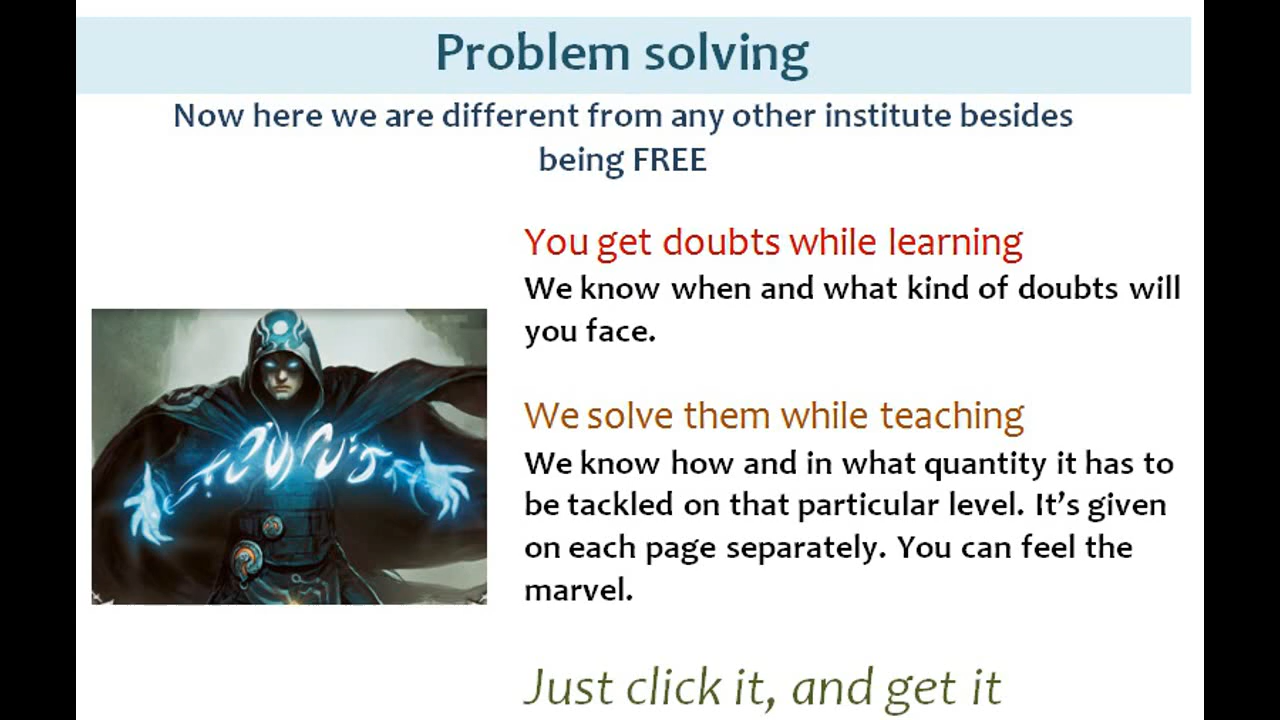 Problem solving
Now here we are different from any other institute besides
being FREE
You get doubts while learning
We know when and what kind of doubts will
you face.
We solve them while teaching
We know how and in what quantity it has to
be tackled on that particular level. It’s given
on each page separately. You can feel the
marvel.
Just click it, and get it